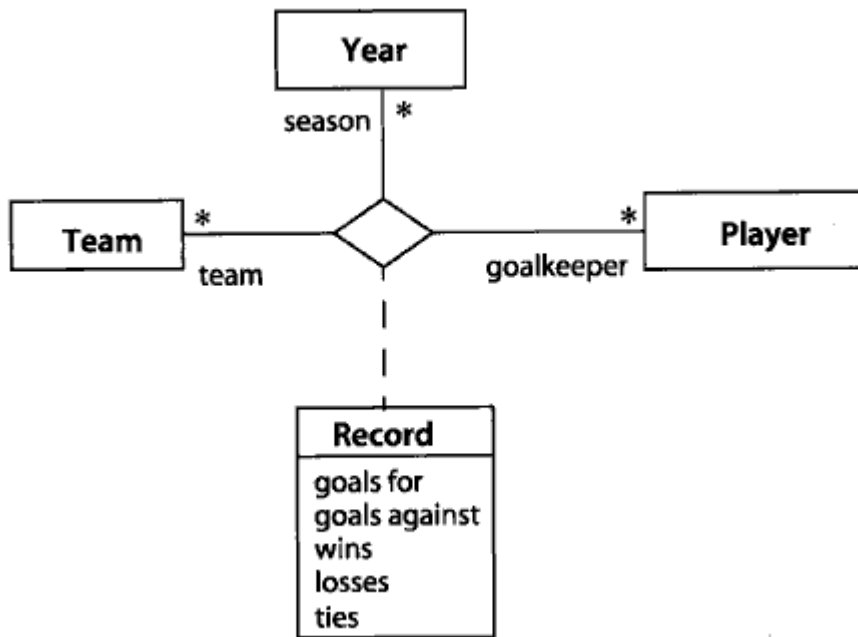 Year
season *
* Team
team
* Player
goalkeeper
Record
goals for
goals against
wins
losses
ties